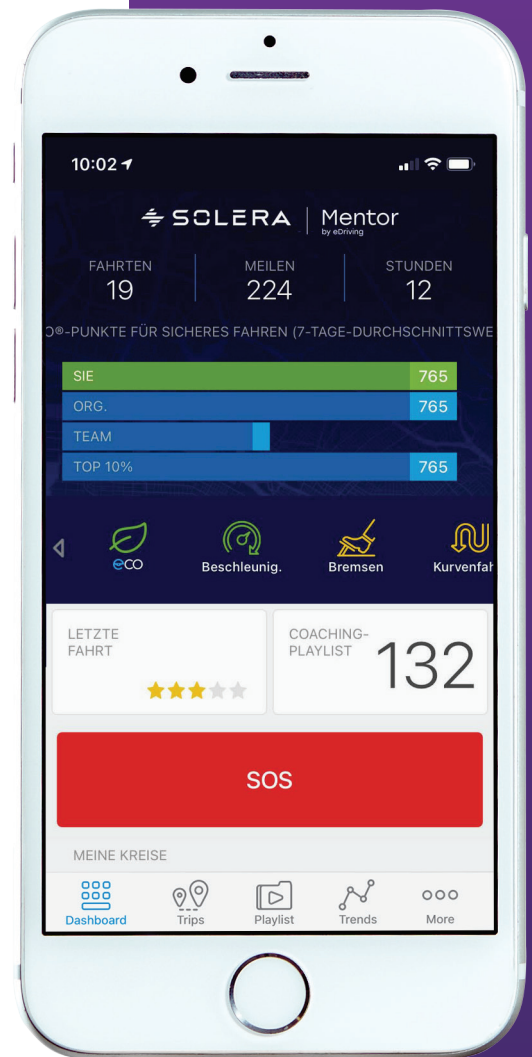 10:02
SOLERA | Mentor
by eDriving
FAHRTEN MEILEN STUNDEN
19 224 12
O®-PUNKTE FÜR SICHERES FAHREN (7-TAGE-DURCHSCHNITTSWE
SIE 765
ORG. 765
TEAM
TOP 10% 765
eco Beschleunig. Bremsen Kurvenfah
LETZTE
FAHRT
COACHING-
PLAYLIST
132
SOS
MEINE KREISE
Dashboard Trips Playlist Trends More